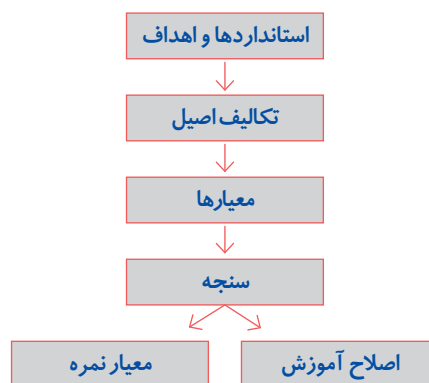 استانداردها و اهداف
تکالیف اصیل
معیارها
سنجه
اصلاح آموزش
معیار نمره